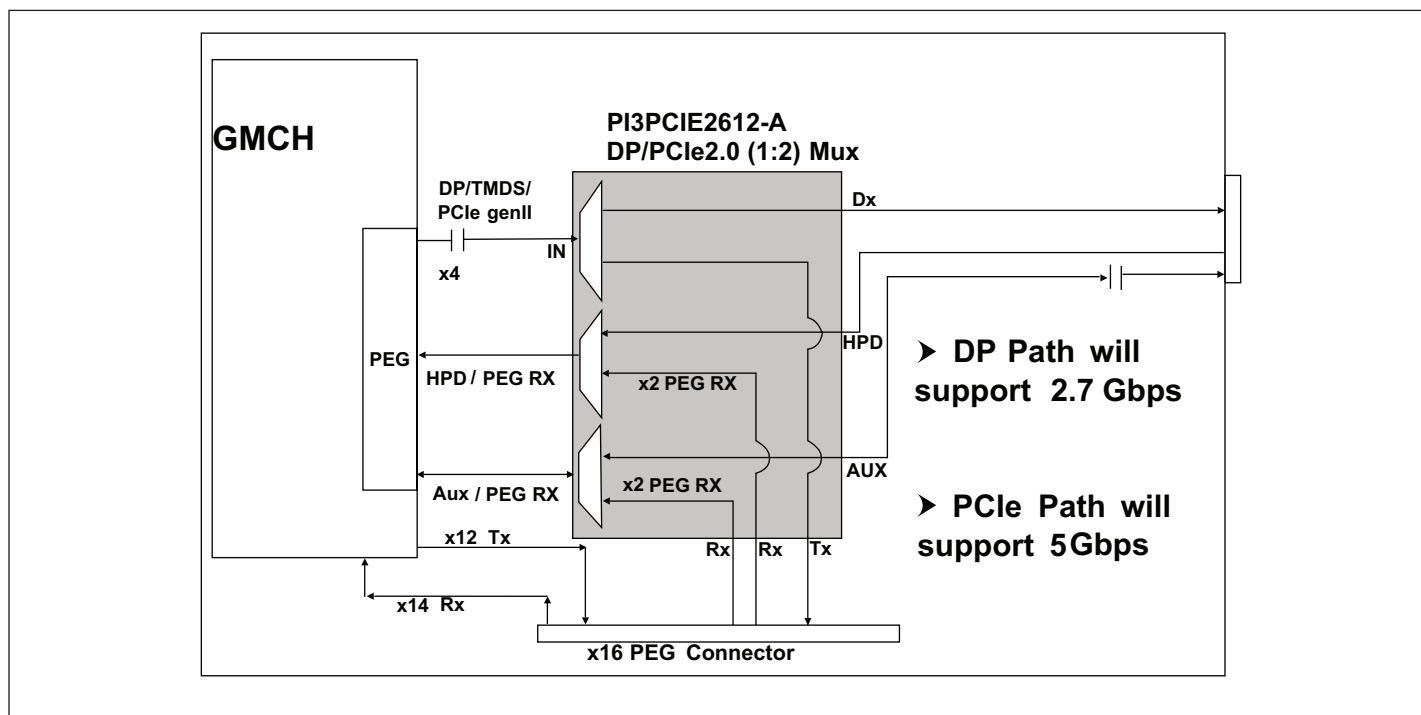 GMCH
PI3PCIE2612-A
DP/PCIe2.0 (1:2) Mux
DP/TMDS/
PCIe genII
x4
IN
Dx
PEG
HPD / PEG RX
x2 PEG RX
HPD
➤ DP Path will
support 2.7 Gbps
Aux / PEG RX
x2 PEG RX
AUX
➤ PCIe Path will
support 5Gbps
x12 Tx
Rx
Rx
Tx
x14 Rx
x16 PEG Connector